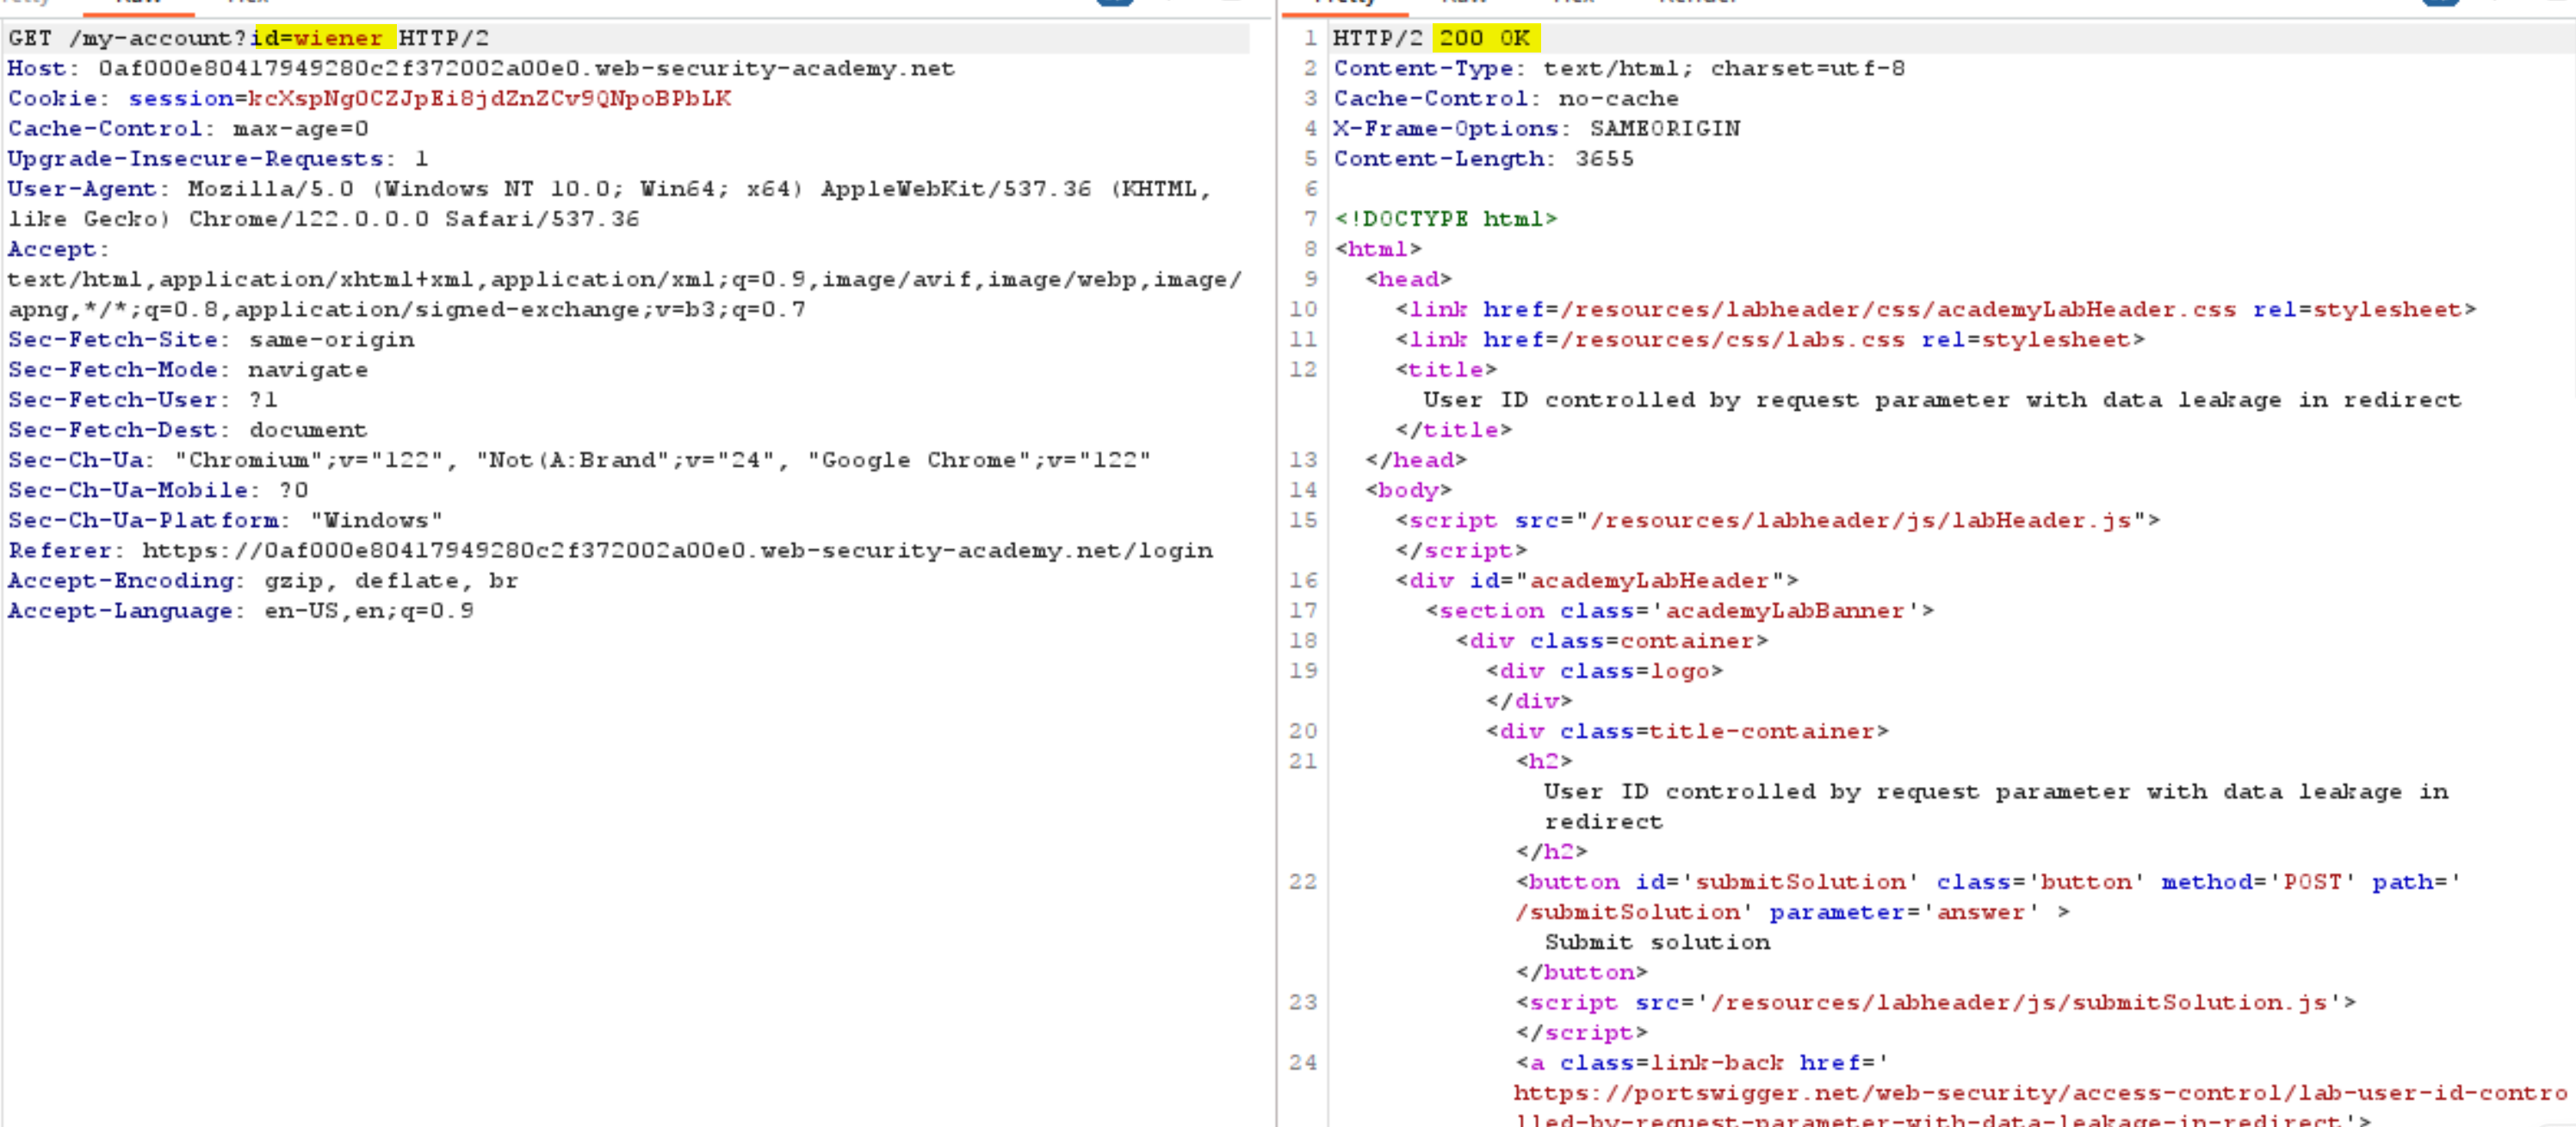 GET /my-account?id=wiener HTTP/2
Host: 0af000e80417949280c2f372002a00e0.web-security-academy.net
Cookie: session=kcXspNgOCZJpEi8jdZnZCv9QNpoBPbLK
Cache-Control: max-age=0
Upgrade-Insecure-Requests: 1
User-Agent: Mozilla/5.0 (Windows NT 10.0; Win64; x64) AppleWebKit/537.36 (KHTML,
like Gecko) Chrome/122.0.0.0 Safari/537.36
Accept:
text/html,application/xhtml+xml,application/xml;q=0.9,image/avif,image/webp,image/
apng,*/*;q=0.8,application/signed-exchange;v=b3;q=0.7
Sec-Fetch-Site: same-origin
Sec-Fetch-Mode: navigate
Sec-Fetch-User: ?1
Sec-Fetch-Dest: document
Sec-Ch-Ua: "Chromium";v="122", "Not(A:Brand";v="24", "Google Chrome";v="122"
Sec-Ch-Ua-Mobile: ?0
Sec-Ch-Ua-Platform: "Windows"
Referer: https://0af000e80417949280c2f372002a00e0.web-security-academy.net/login
Accept-Encoding: gzip, deflate, br
Accept-Language: en-US,en;q=0.9
1 HTTP/2 200 OK
2 Content-Type: text/html; charset=utf-8
3 Cache-Control: no-cache
4 X-Frame-Options: SAMEORIGIN
5 Content-Length: 3655
6
7 <!DOCTYPE html>
8 <html>
9 <head>
10 <link href=/resources/labheader/css/academyLabHeader.css rel=stylesheet>
11 <link href=/resources/css/labs.css rel=stylesheet>
12 <title>
User ID controlled by request parameter with data leakage in redirect
</title>
13 </head>
14 <body>
15 <script src="/resources/labheader/js/labHeader.js">
</script>
16 <div id="academyLabHeader">
17 <section class='academyLabBanner'>
18 <div class=container>
19 <div class=logo>
</div>
20 <div class=title-container>
21 <h2>
User ID controlled by request parameter with data leakage in
redirect
</h2>
22 <button id='submitSolution' class='button' method='POST' path='
/submitSolution' parameter='answer' >
Submit solution
</button>
23 <script src='/resources/labheader/js/submitSolution.js'>
</script>
24 <a class=link-back href='
https://portswigger.net/web-security/access-control/lab-user-id-contro
lled-by-request-parameter-with-data-leakage-in-redirect'>